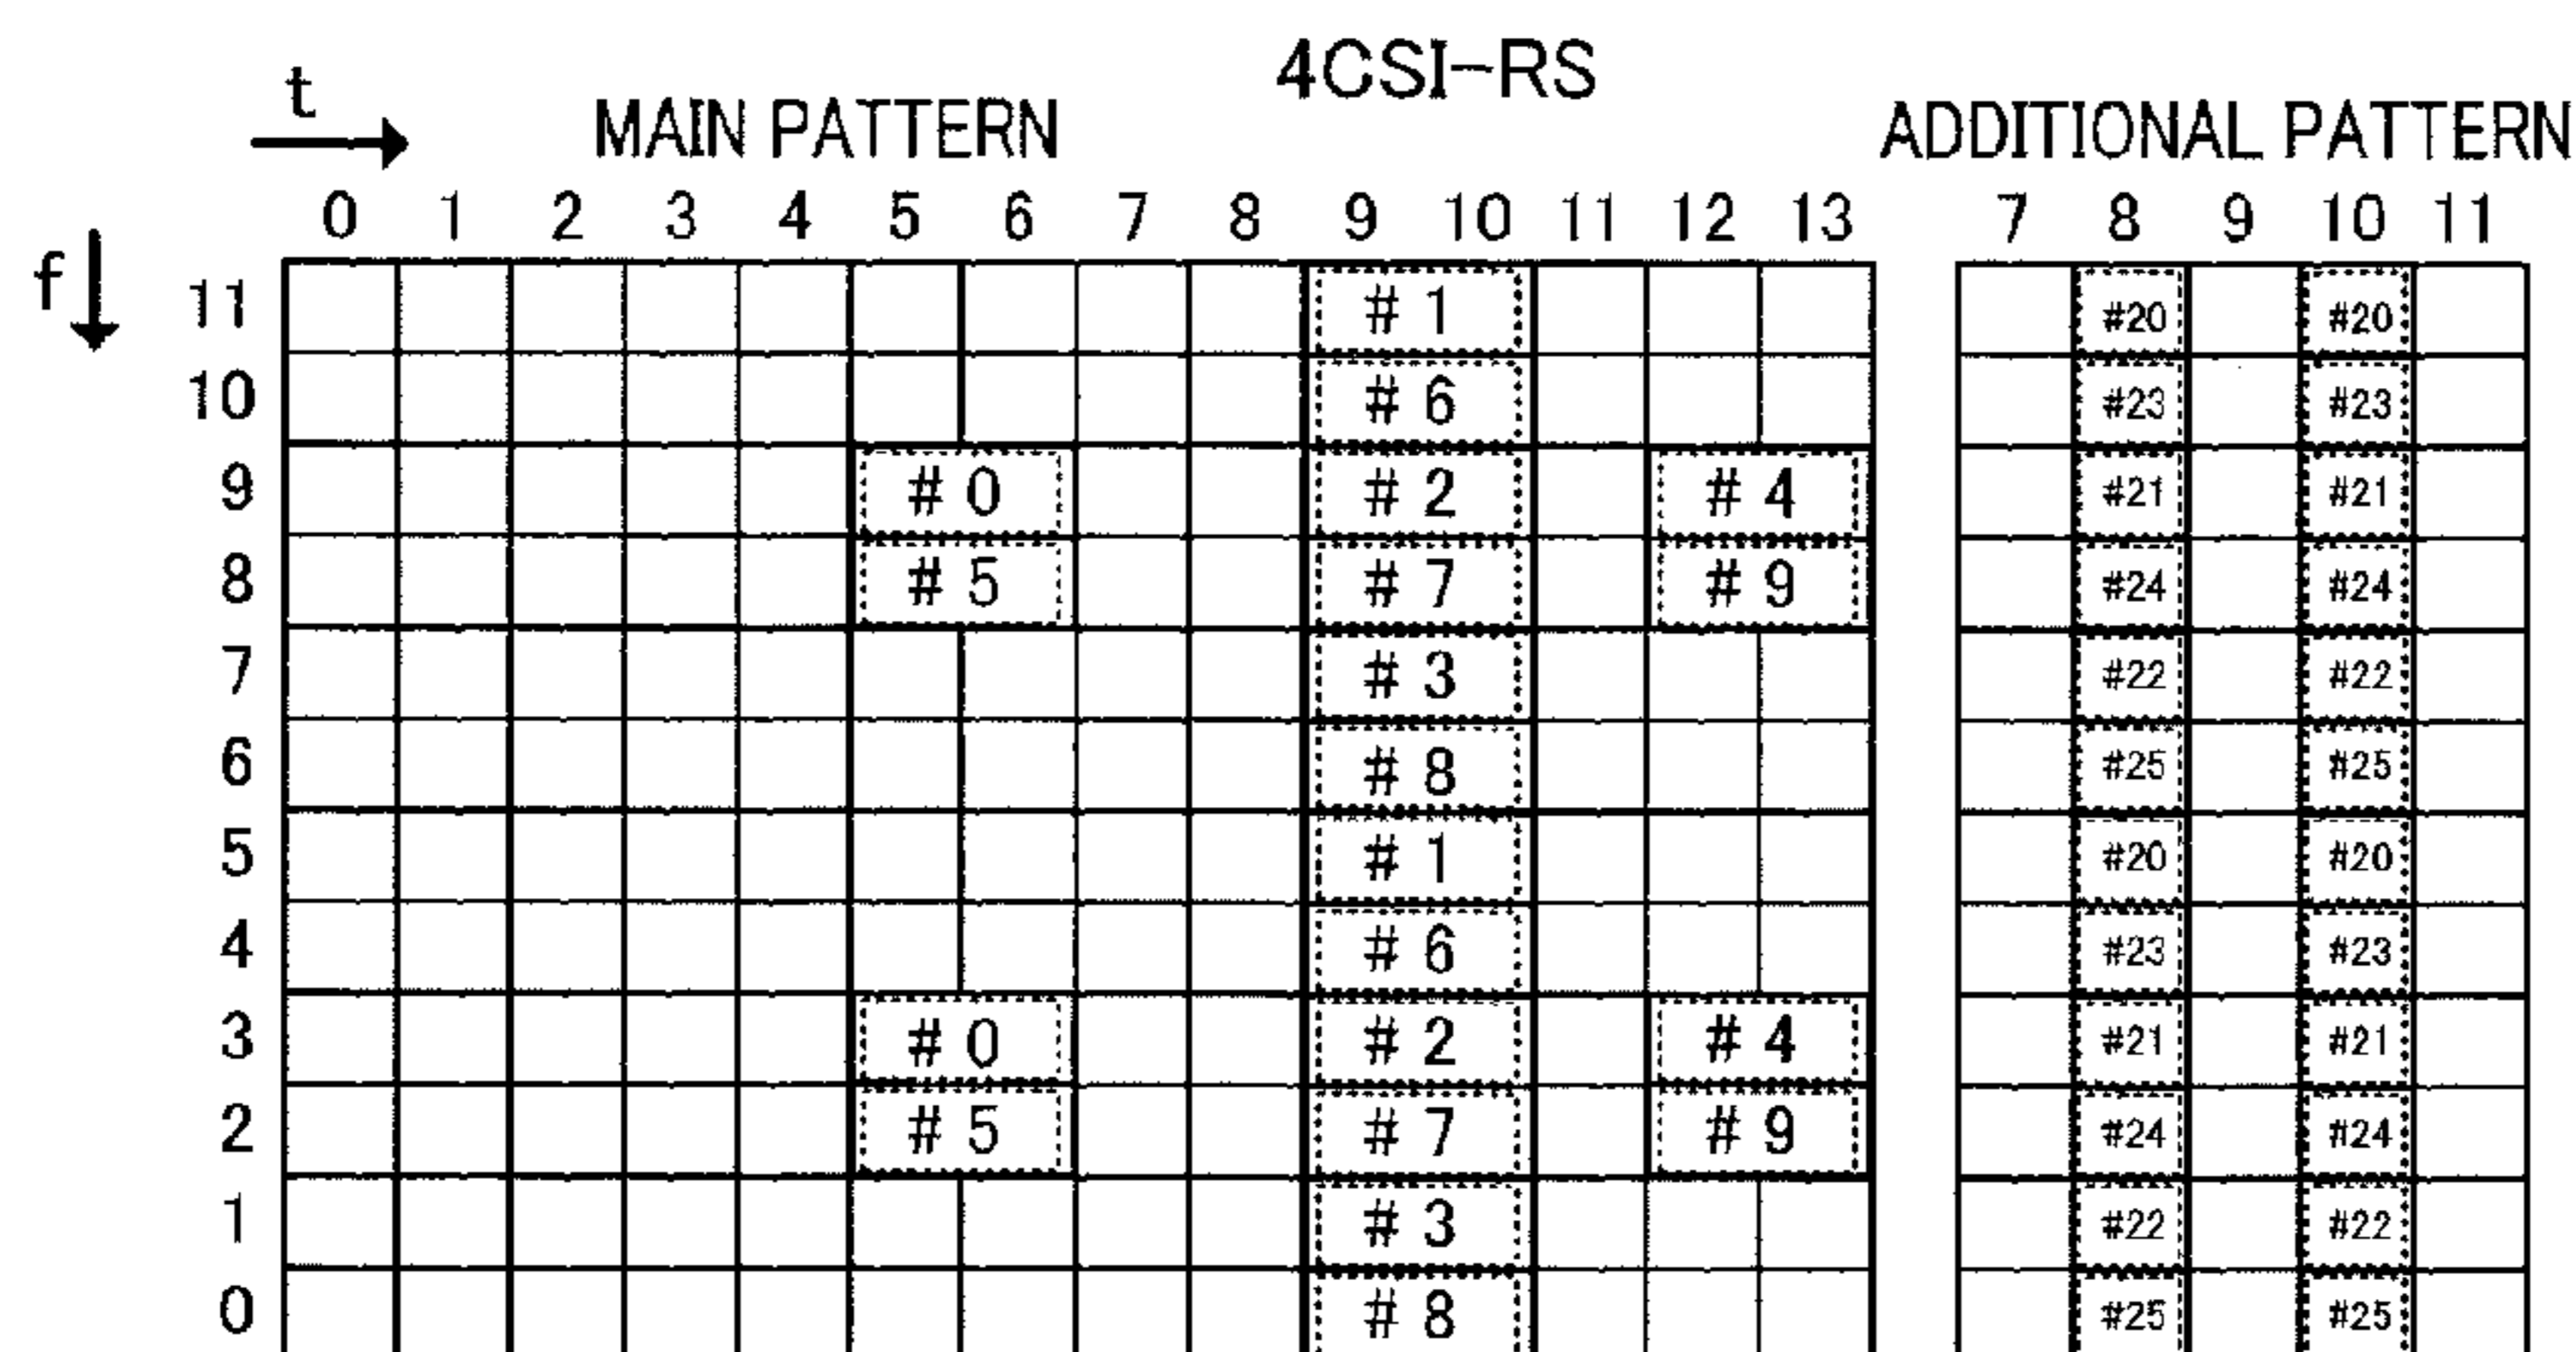 4CSI-RS
t MAIN PATTERN ADDITIONAL PATTERN
0 1 2 3 4 5 6 7 8 9 10 11 12 13 7 8 9 10 11
f
11 # 1 #20 #20
10 # 6 #23 #23
9 # 0 # 2 # 4 #21 #21
8 # 5 # 7 # 9 #24 #24
7 # 3 #22 #22
6 # 8 #25 #25
5 # 1 #20 #20
4 # 6 #23 #23
3 # 0 # 2 # 4 #21 #21
2 # 5 # 7 # 9 #24 #24
1 # 3 #22 #22
0 # 8 #25 #25